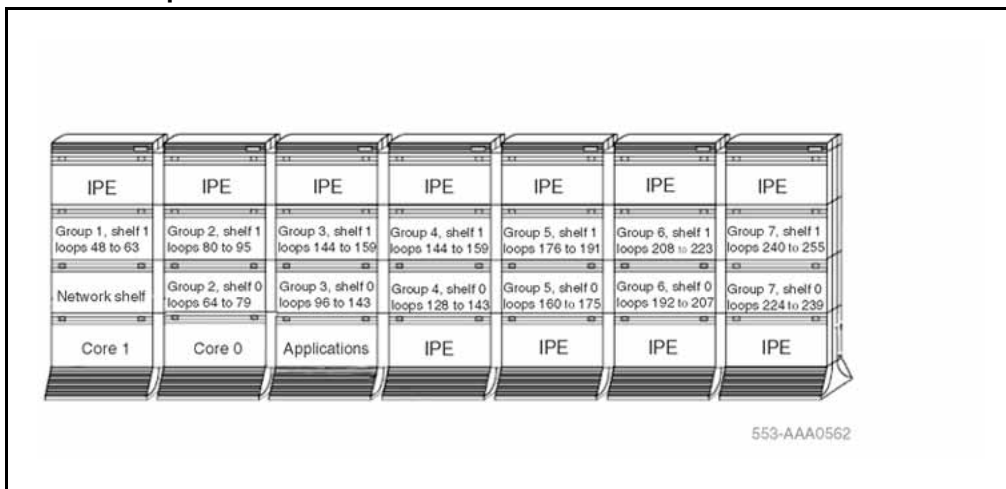 IPE IPE IPE IPE IPE IPE IPE
Group 1, shelf 1
loops 48 to 63
Group 2, shelf 1
loops 80 to 95
Group 3, shelf 1
loops 144 to 159
Group 4, shelf 1
loops 144 to 159
Group 5, shelf 1
loops 176 to 191
Group 6, shelf 1
loops 208 to 223
Group 7, shelf 1
loops 240 to 255
Network shelf
Group 2, shelf 0
loops 64 to 79
Group 3, shelf 0
loops 96 to 143
Group 4, shelf 0
loops 128 to 143
Group 5, shelf 0
loops 160 to 175
Group 6, shelf 0
loops 192 to 207
Group 7, shelf 0
loops 224 to 239
Core 1 Core 0 Applications IPE IPE IPE IPE
553-AAA0562